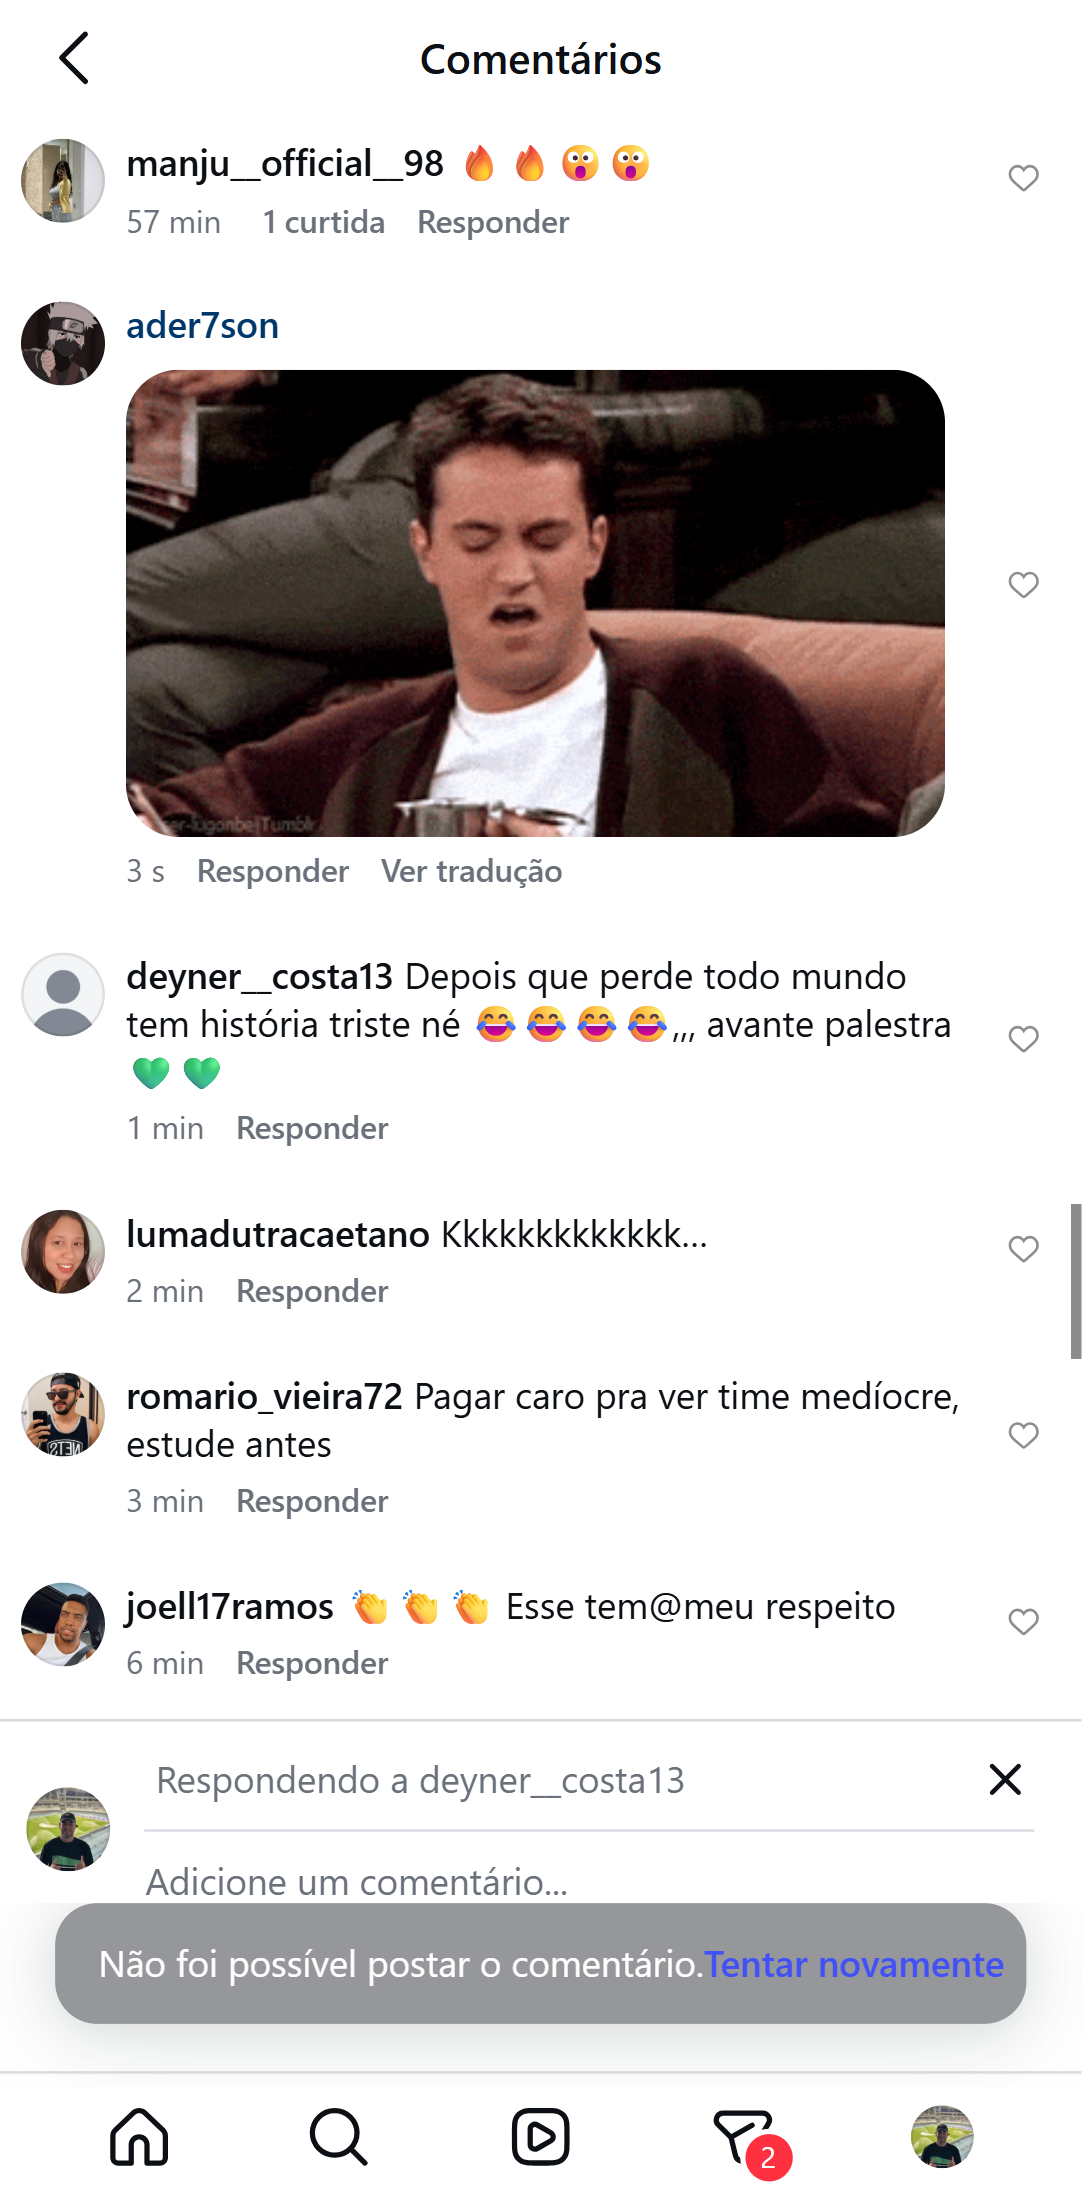 Comentários
manju__official__98 🔥 🔥 😲 😲
57 min 1 curtida Responder
ader7son
3 s Responder Ver tradução
deyner__costa13 Depois que perde todo mundo
tem história triste né 😂 😂 😂 😂,,, avante palestra
💚 💚
1 min Responder
lumadutracaetano Kkkkkkkkkkkkk...
2 min Responder
romario_vieira72 Pagar caro pra ver time medíocre,
estude antes
3 min Responder
joell17ramos 👏 👏 👏 Esse tem@meu respeito
6 min Responder
Respondendo a deyner__costa13
Adicione um comentário...
Não foi possível postar o comentário.Tentar novamente
2